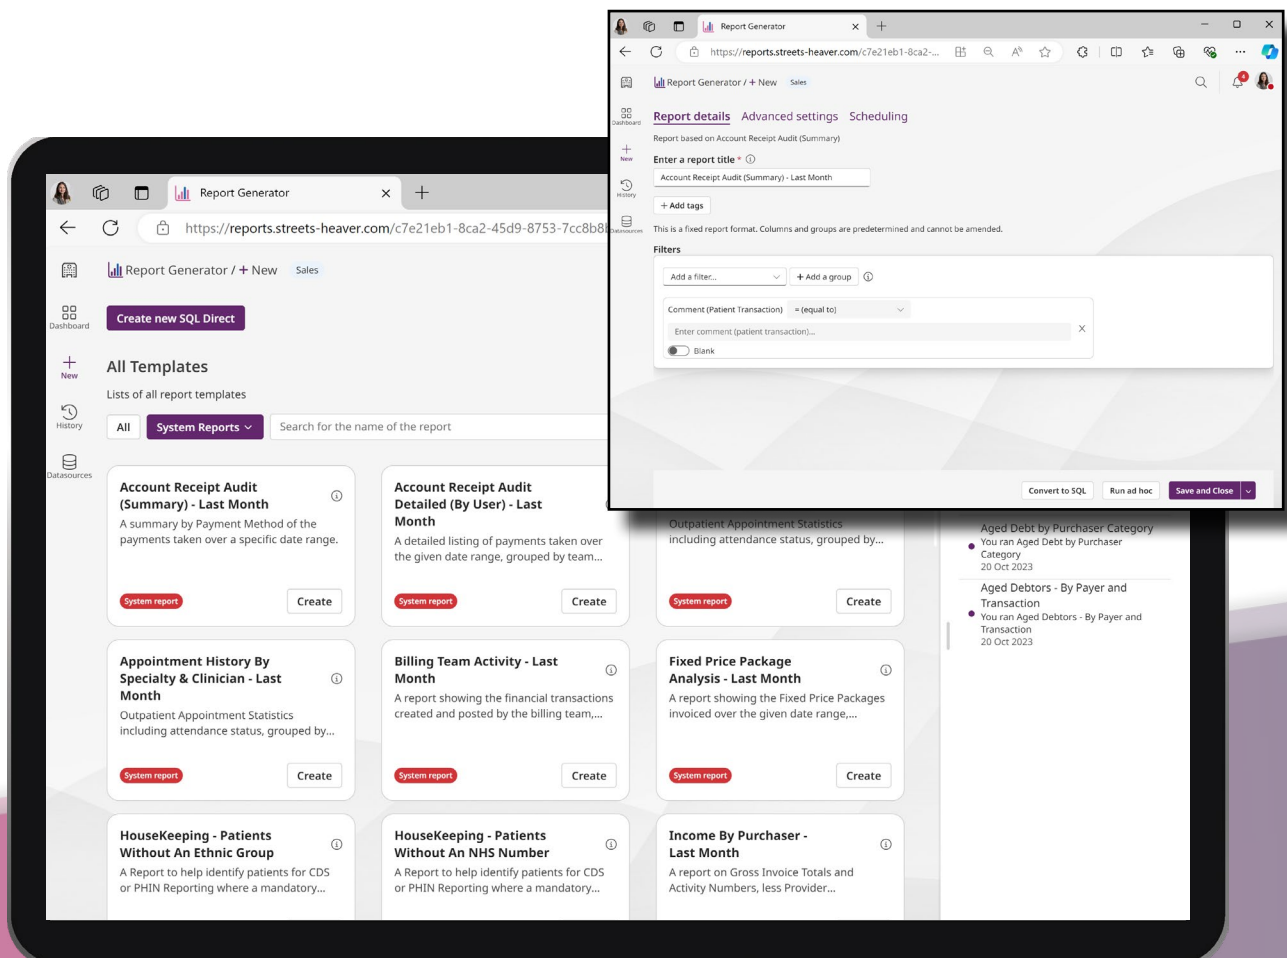 Report Generator
https://reports.streets-heaver.com/c7e21eb1-8ca2-...
Report Generator / + New Sales
4
Dashboard
New
History
Datasources
Report details Advanced settings Scheduling
Report based on Account Receipt Audit (Summary)
Enter a report title *
Account Receipt Audit (Summary) - Last Month
+ Add tags
This is a fixed report format. Columns and groups are predetermined and cannot be amended.
Filters
Add a filter... + Add a group
Comment (Patient Transaction) = (equal to)
Enter comment (patient transaction)...
Blank
Convert to SQL Run ad hoc Save and Close
Report Generator
https://reports.streets-heaver.com/c7e21eb1-8ca2-45d9-8753-7cc8b8
Report Generator / + New Sales
Dashboard
New
History
Datasources
Create new SQL Direct
All Templates
Lists of all report templates
All System Reports Search for the name of the report
Account Receipt Audit
(Summary) - Last Month
A summary by Payment Method of the
payments taken over a specific date range.
System report Create
Account Receipt Audit
Detailed (By User) - Last
Month
A detailed listing of payments taken over
the given date range, grouped by team...
System report Create
Outpatient Appointment Statistics
including attendance status, grouped by...
System report Create
Appointment History By
Specialty & Clinician - Last
Month
Outpatient Appointment Statistics
including attendance status, grouped by...
System report Create
Billing Team Activity - Last
Month
A report showing the financial transactions
created and posted by the billing team,...
System report Create
Fixed Price Package
Analysis - Last Month
A report showing the Fixed Price Packages
invoiced over the given date range,...
System report Create
HouseKeeping - Patients
Without An Ethnic Group
A Report to help identify patients for CDS
or PHIN Reporting where a mandatory...
HouseKeeping - Patients
Without An NHS Number
A Report to help identify patients for CDS
or PHIN Reporting where a mandatory...
Income By Purchaser -
Last Month
A report on Gross Invoice Totals and
Activity Numbers, less Provider...
Aged Debt by Purchaser Category
You ran Aged Debt by Purchaser
Category
20 Oct 2023
Aged Debtors - By Payer and
Transaction
You ran Aged Debtors - By Payer and
Transaction
20 Oct 2023